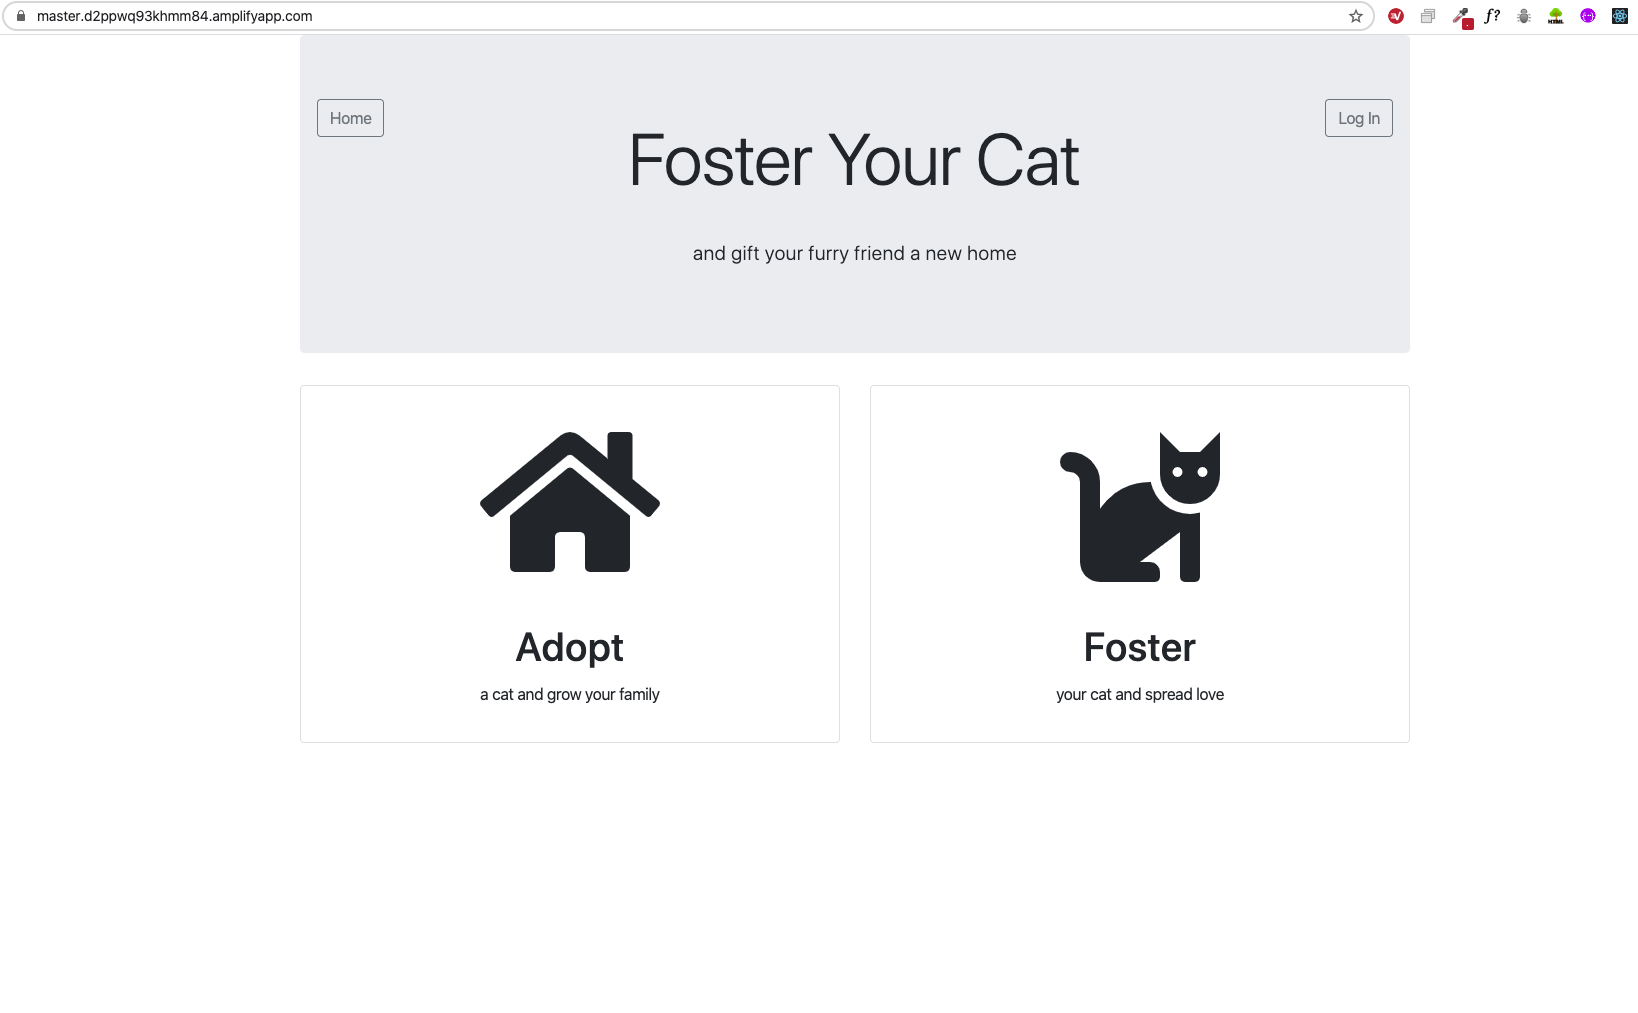 master.d2ppwq93khmm84.amplifyapp.com
f?
Home
Log In
Foster Your Cat
and gift your furry friend a new home
Adopt
a cat and grow your family
Foster
your cat and spread love